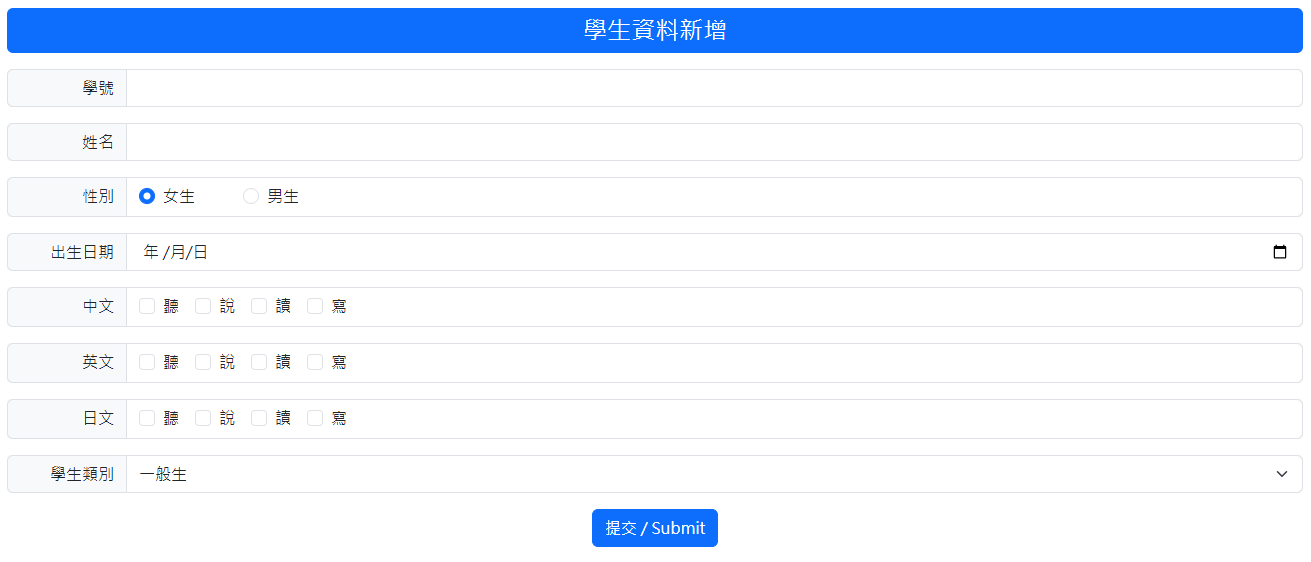 學生資料新增
學號
姓名
性別 女生 男生
出生日期 年 /月/日
中文 聽 說 讀 寫
英文 聽 說 讀 寫
日文 聽 說 讀 寫
學生類別 一般生
提交 / Submit